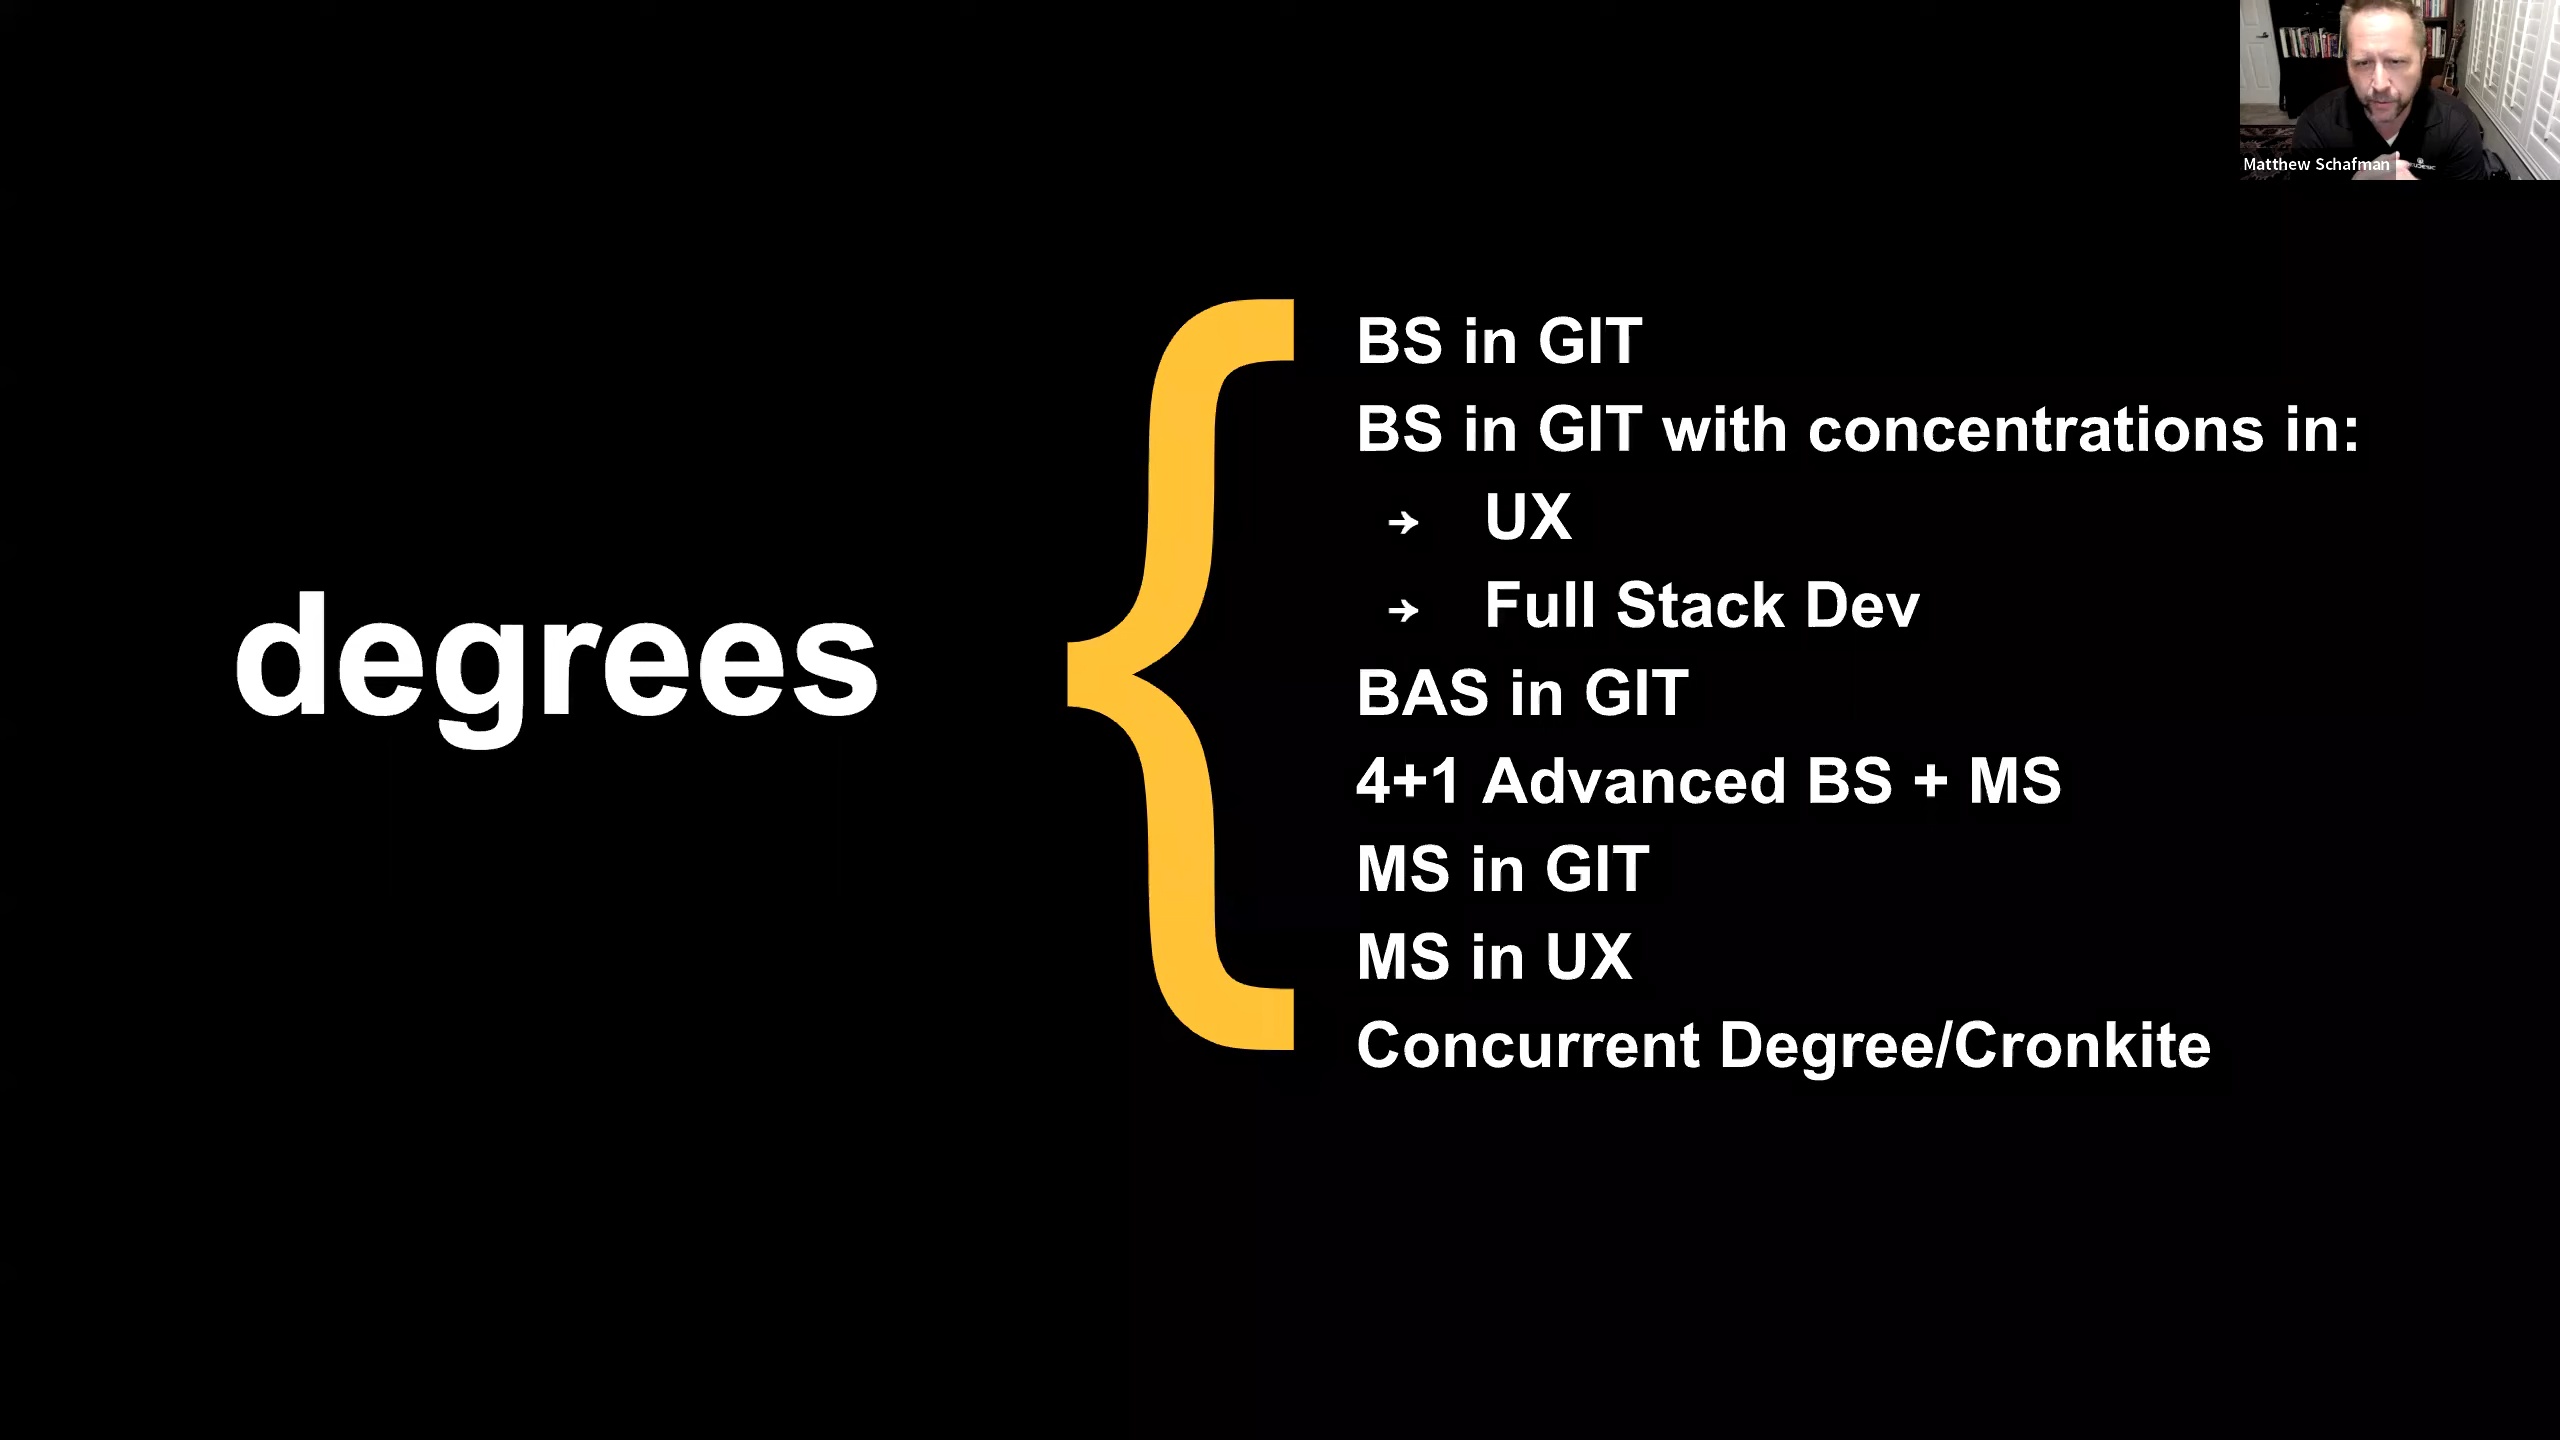 Matthew Schafman
degrees
BS in GIT
BS in GIT with concentrations in:
→ UX
→ Full Stack Dev
BAS in GIT
4+1 Advanced BS + MS
MS in GIT
MS in UX
Concurrent Degree/Cronkite